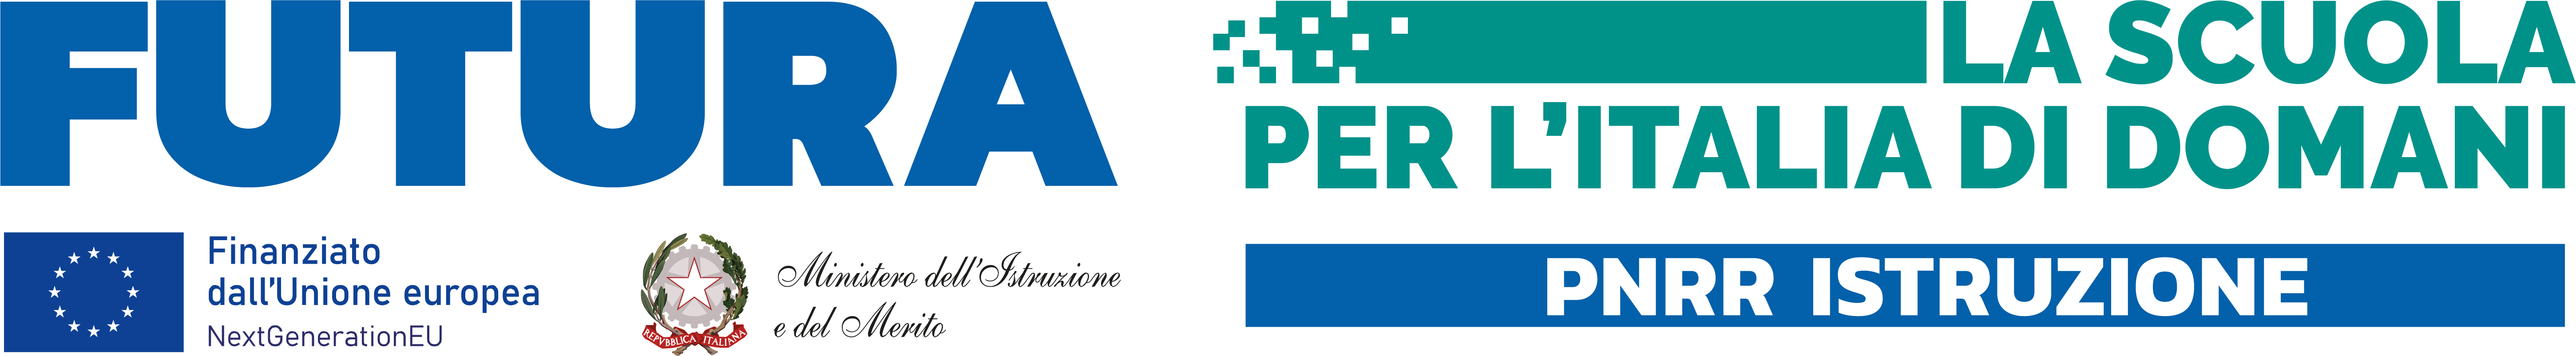 FUTURA
LA SCUOLA
PER L'ITALIA DI DOMANI
Finanziato
dall'Unione europea
NextGenerationEU
REPVBBLICA ITALIANA
Ministero dell'Istruzione
e del Merito
PNRR ISTRUZIONE